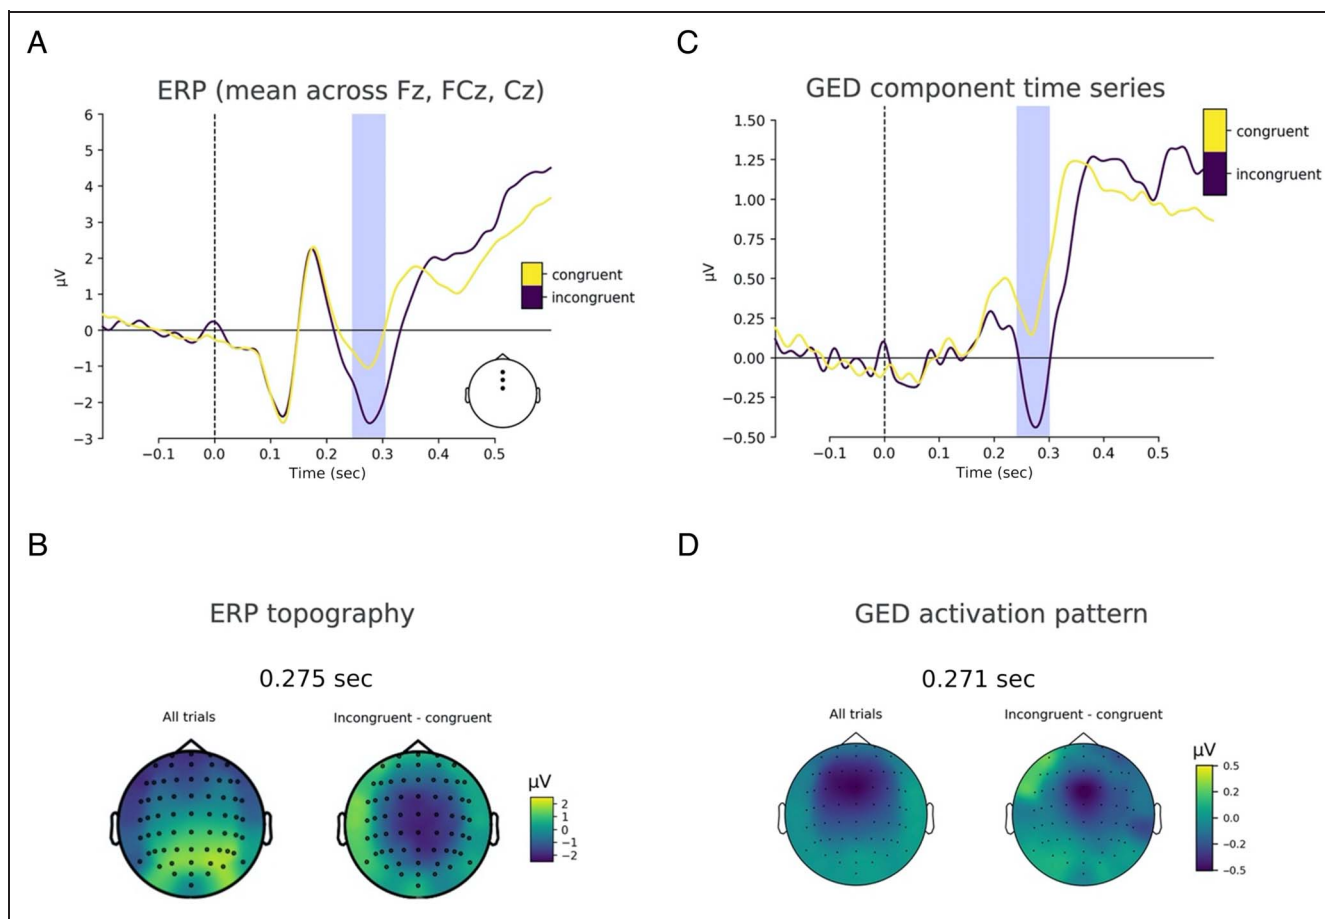 A
ERP (mean across Fz, FCz, Cz)
6
5
4
3
2
1
0
−1
−2
−3
µV
−0.1 0.0 0.1 0.2 0.3 0.4 0.5
Time (sec)
congruent
incongruent
C
GED component time series
1.50
1.25
1.00
0.75
0.50
0.25
0.00
−0.25
−0.50
µV
−0.1 0.0 0.1 0.2 0.3 0.4 0.5
Time (sec)
congruent
incongruent
B
ERP topography
0.275 sec
All trials
Incongruent - congruent
µV
2
1
0
−1
−2
D
GED activation pattern
0.271 sec
All trials
Incongruent - congruent
µV
0.5
0.2
0.0
−0.2
−0.5